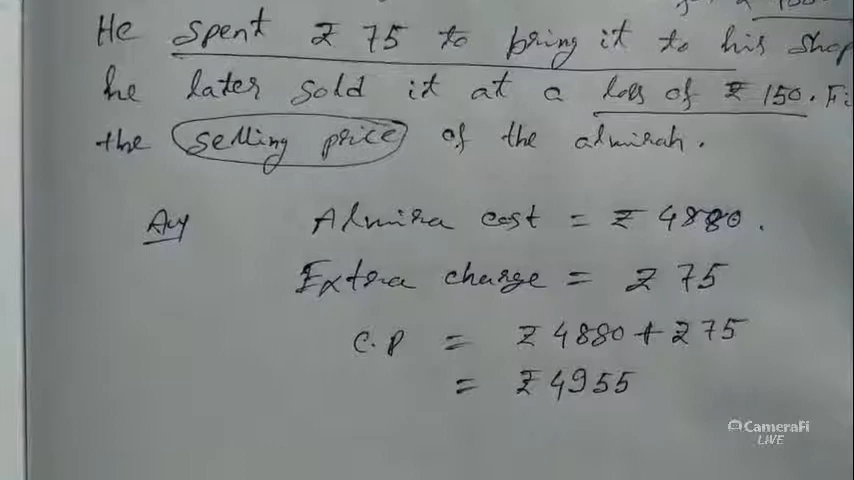 He spent ₹ 75 to bring it to his shop
he later sold it at a loss of ₹ 150. Fi
the selling price of the almirah.
Ans Almira cost = ₹ 4880.
Extra charge = ₹ 75
C.P = ₹ 4880 + ₹ 75
= ₹ 4955
CameraFi
LIVE